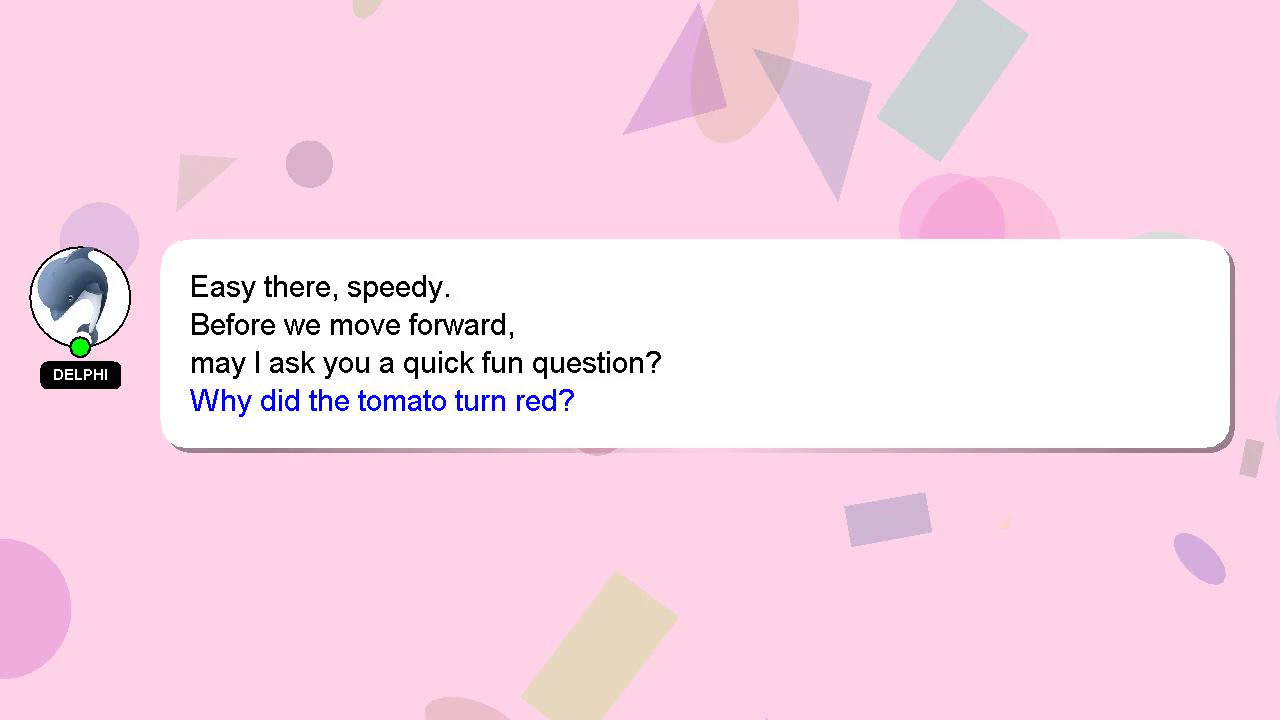 Easy there, speedy.
Before we move forward,
may I ask you a quick fun question?
Why did the tomato turn red?
DELPHI